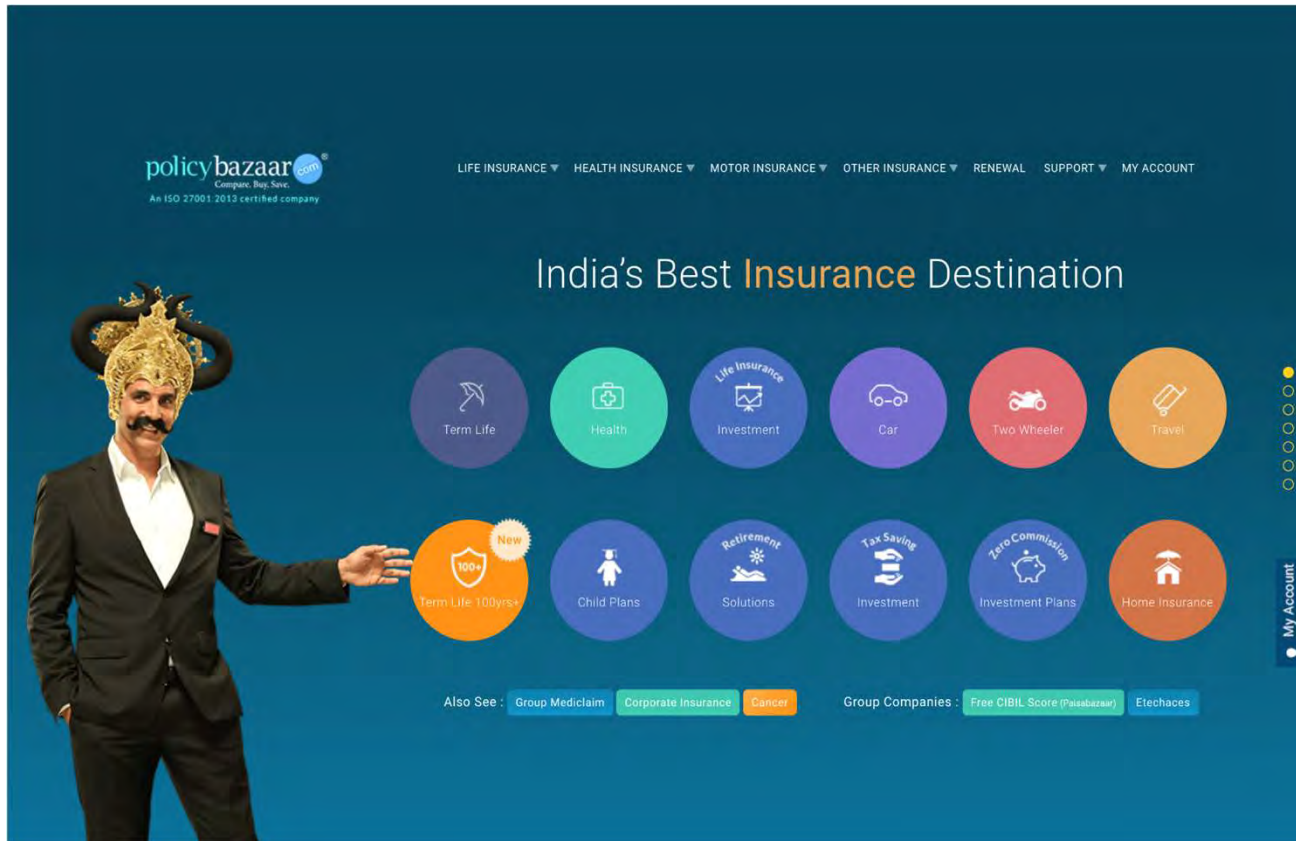 policybazaar.com®
Compare. Buy. Save.
An ISO 27001:2013 certified company
LIFE INSURANCE HEALTH INSURANCE MOTOR INSURANCE OTHER INSURANCE RENEWAL SUPPORT MY ACCOUNT
India's Best Insurance Destination
Term Life
Health
Life Insurance
Investment
Car
Two Wheeler
Travel
New
100+
Term Life 100yrs+
Child Plans
Retirement
Solutions
Tax Saving
Investment
Zero Commission
Investment Plans
Home Insurance
My Account
Also See : Group Mediclaim Corporate Insurance Cancer Group Companies : Free CIBIL Score (Paisabazaar) Etechaces